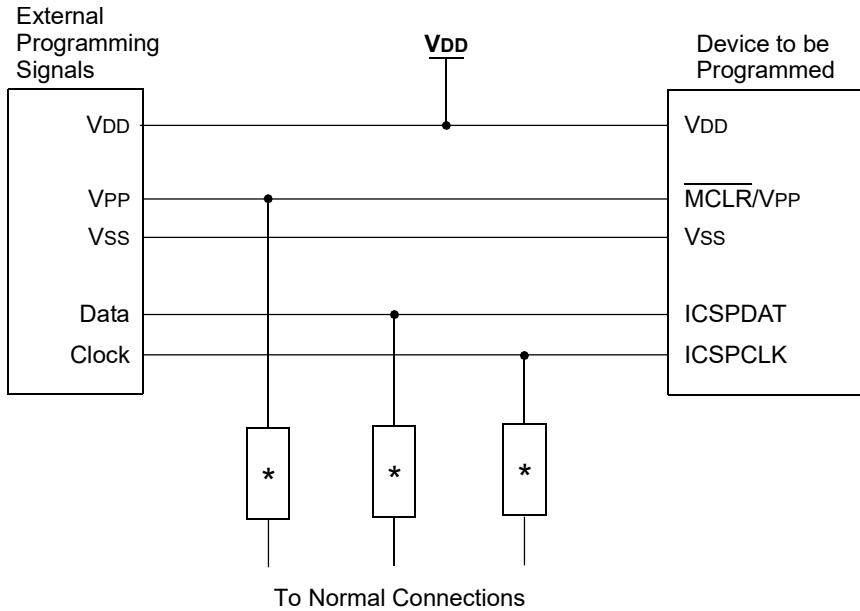 External
Programming
Signals
VDD
Device to be
Programmed
VDD
VDD
VPP
MCLR/VPP
VSS
VSS
Data
ICSPDAT
Clock
ICSPCLK
*
*
*
To Normal Connections